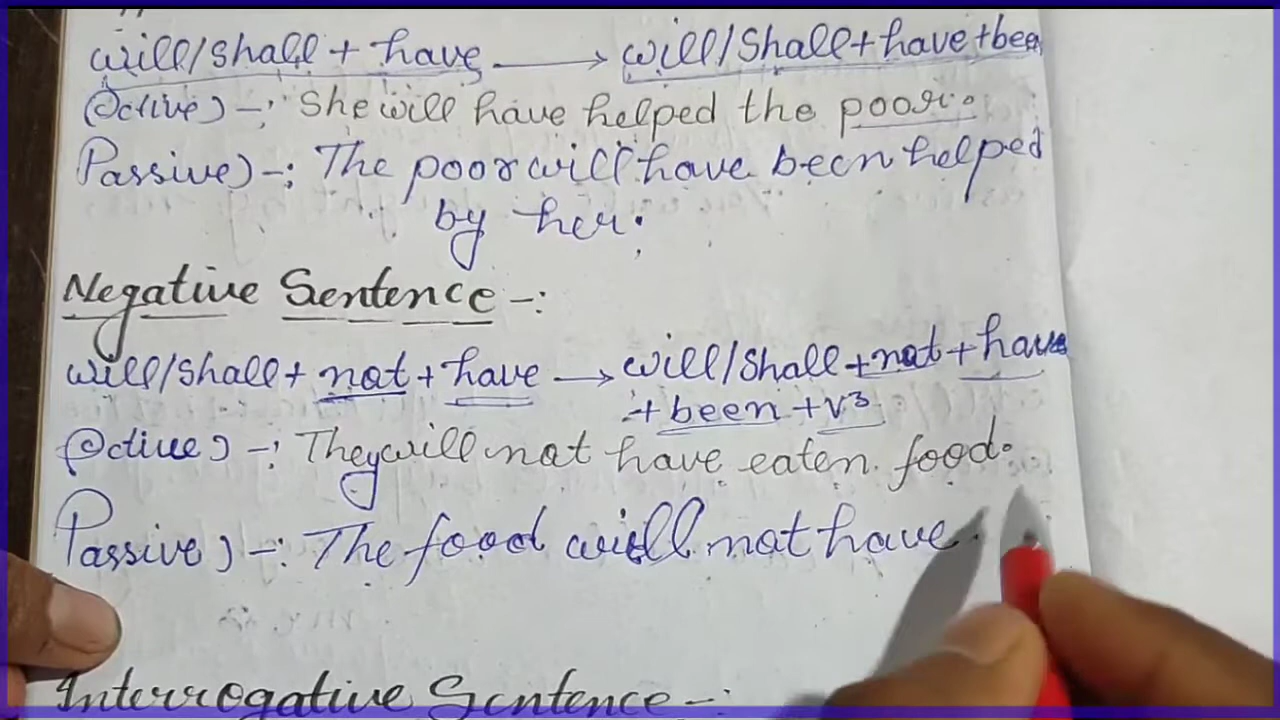 will/shall + have → will/Shall + have + been
(Active) -: She will have helped the poor.
Passive) -: The poor will have been helped
by her.
Negative Sentence -:
will/shall + not + have → will/shall + not + have
+ been + v3
(Active) -: They will not have eaten food.
Passive) -: The food will not have
Interrogative Sentence -: